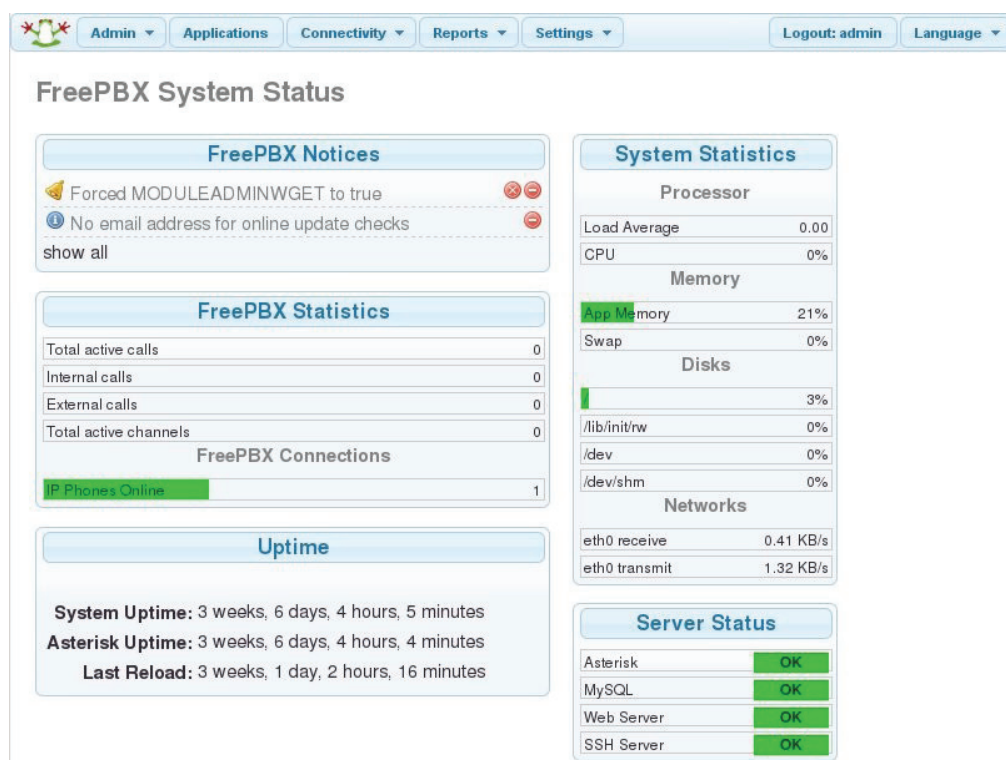 Admin Applications Connectivity Reports Settings Logout: admin Language
FreePBX System Status
FreePBX Notices
Forced MODULEADMINWGET to true
No email address for online update checks
show all
FreePBX Statistics
Total active calls 0
Internal calls 0
External calls 0
Total active channels 0
FreePBX Connections
IP Phones Online 1
Uptime
System Uptime: 3 weeks, 6 days, 4 hours, 5 minutes
Asterisk Uptime: 3 weeks, 6 days, 4 hours, 4 minutes
Last Reload: 3 weeks, 1 day, 2 hours, 16 minutes
System Statistics
Processor
Load Average 0.00
CPU 0%
Memory
App Memory 21%
Swap 0%
Disks
/ 3%
/lib/init/rw 0%
/dev 0%
/dev/shm 0%
Networks
eth0 receive 0.41 KB/s
eth0 transmit 1.32 KB/s
Server Status
Asterisk OK
MySQL OK
Web Server OK
SSH Server OK